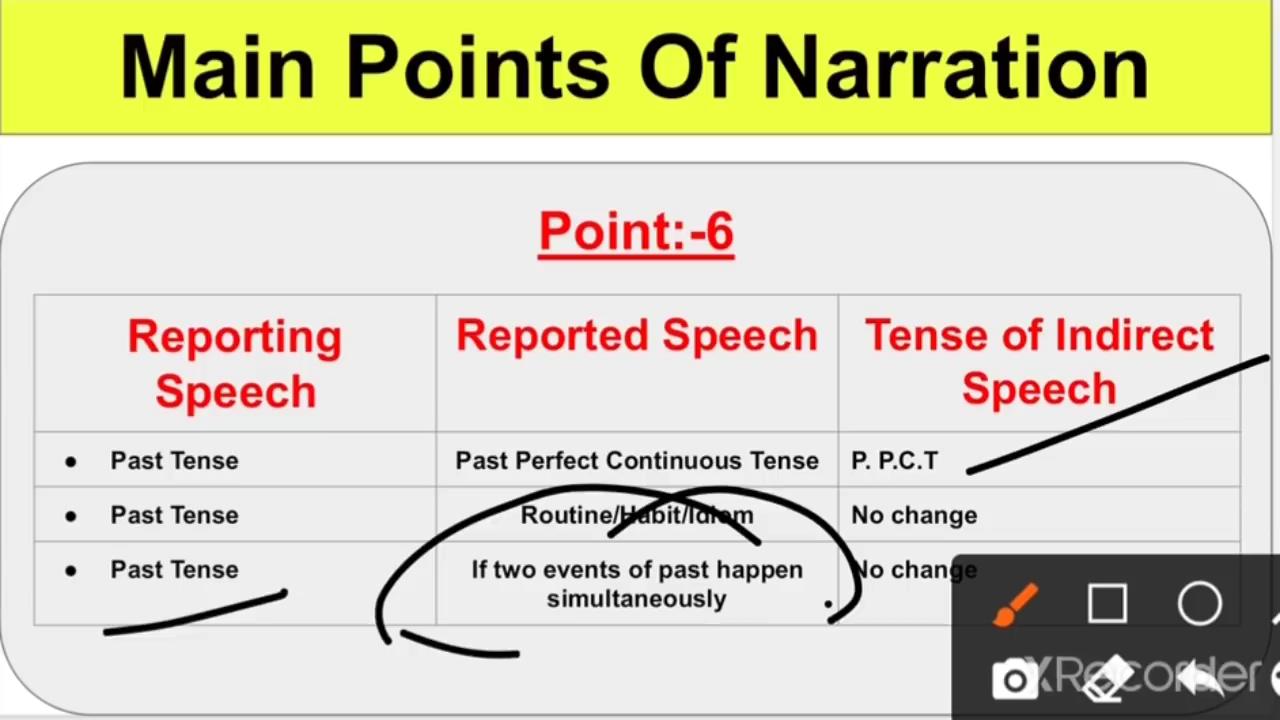 Main Points Of Narration
Point:-6
Reporting Speech
Reported Speech
Tense of Indirect Speech
● Past Tense
Past Perfect Continuous Tense
P. P.C.T
● Past Tense
Routine/Habit/Idiom
No change
● Past Tense
If two events of past happen
simultaneously
No change
XRecorder